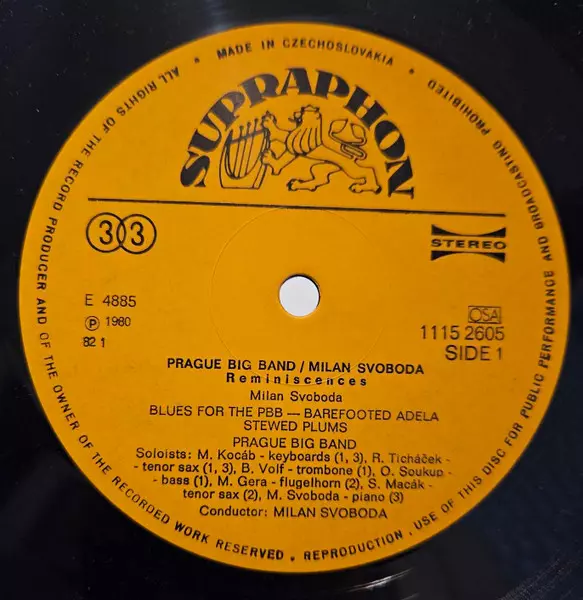 ALL RIGHTS OF THE RECORD PRODUCER AND OF THE OWNER OF THE RECORDED WORK RESERVED . REPRODUCTION , USE OF THIS DISC FOR PUBLIC PERFORMANCE AND BROADCASTING PROHIBITED
• MADE IN CZECHOSLOVAKIA •
SUPRAPHON
33
STEREO
E 4885
℗ 1980
82 1
OSA
1115 2605
SIDE 1
PRAGUE BIG BAND / MILAN SVOBODA
Reminiscences
Milan Svoboda
BLUES FOR THE PBB — BAREFOOTED ADELA
STEWED PLUMS
PRAGUE BIG BAND
Soloists: M. Kocáb - keyboards (1, 3), R. Ticháček -
- tenor sax (1, 3), B. Volf - trombone (1), O. Soukup -
- bass (1), M. Gera - flugelhorn (2), S. Macák -
- tenor sax (2), M. Svoboda - piano (3)
Conductor: MILAN SVOBODA